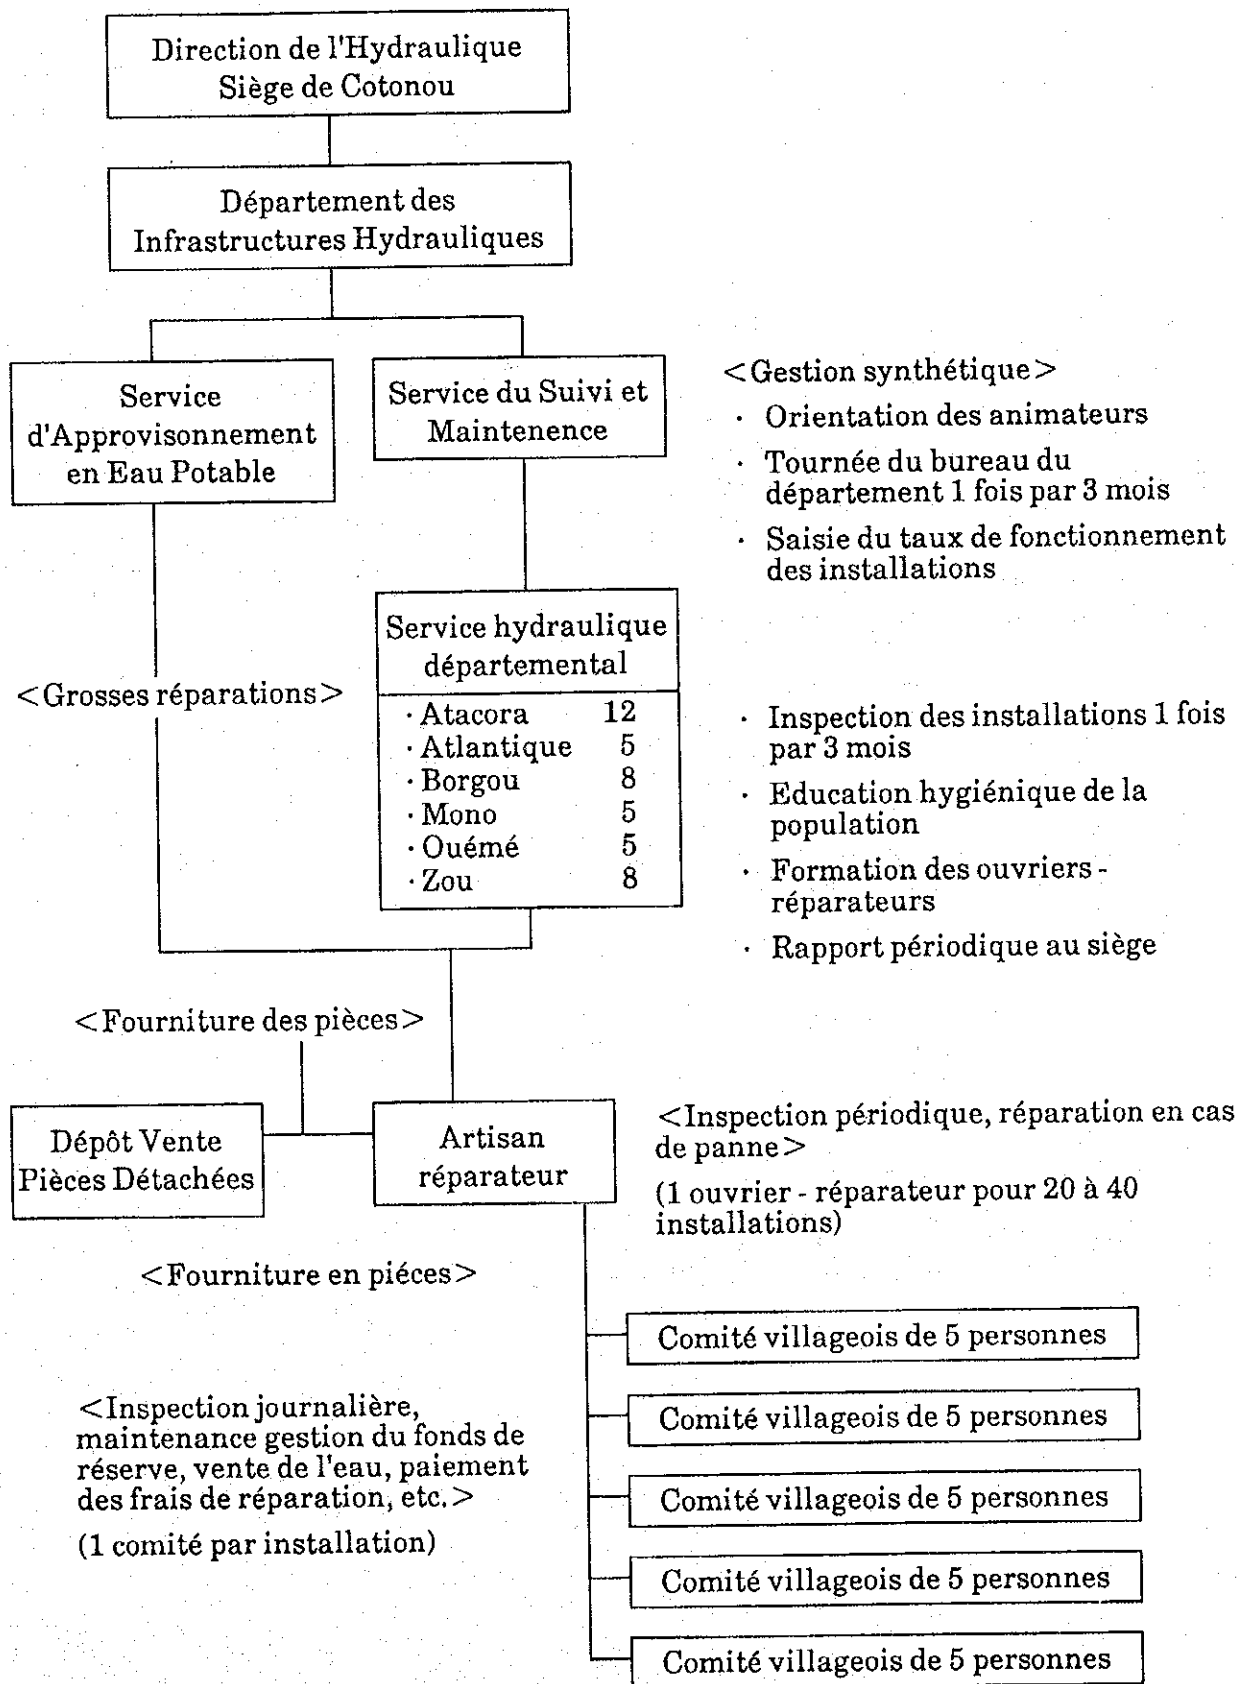 Direction de l'Hydraulique
Siège de Cotonou
Département des
Infrastructures Hydrauliques
Service
d'Approvisonnement
en Eau Potable
Service du Suivi et
Maintenence
<Gestion synthétique>
· Orientation des animateurs
· Tournée du bureau du
département 1 fois par 3 mois
· Saisie du taux de fonctionnement
des installations
<Grosses réparations>
Service hydraulique
départemental
· Atacora 12
· Atlantique 5
· Borgou 8
· Mono 5
· Ouémé 5
· Zou 8
· Inspection des installations 1 fois
par 3 mois
· Education hygiénique de la
population
· Formation des ouvriers -
réparateurs
· Rapport périodique au siège
<Fourniture des pièces>
Dépôt Vente
Pièces Détachées
Artisan
réparateur
<Inspection périodique, réparation en cas
de panne>
(1 ouvrier - réparateur pour 20 à 40
installations)
<Fourniture en piéces>
<Inspection journalière,
maintenance gestion du fonds de
réserve, vente de l'eau, paiement
des frais de réparation, etc.>
(1 comité par installation)
Comité villageois de 5 personnes
Comité villageois de 5 personnes
Comité villageois de 5 personnes
Comité villageois de 5 personnes
Comité villageois de 5 personnes